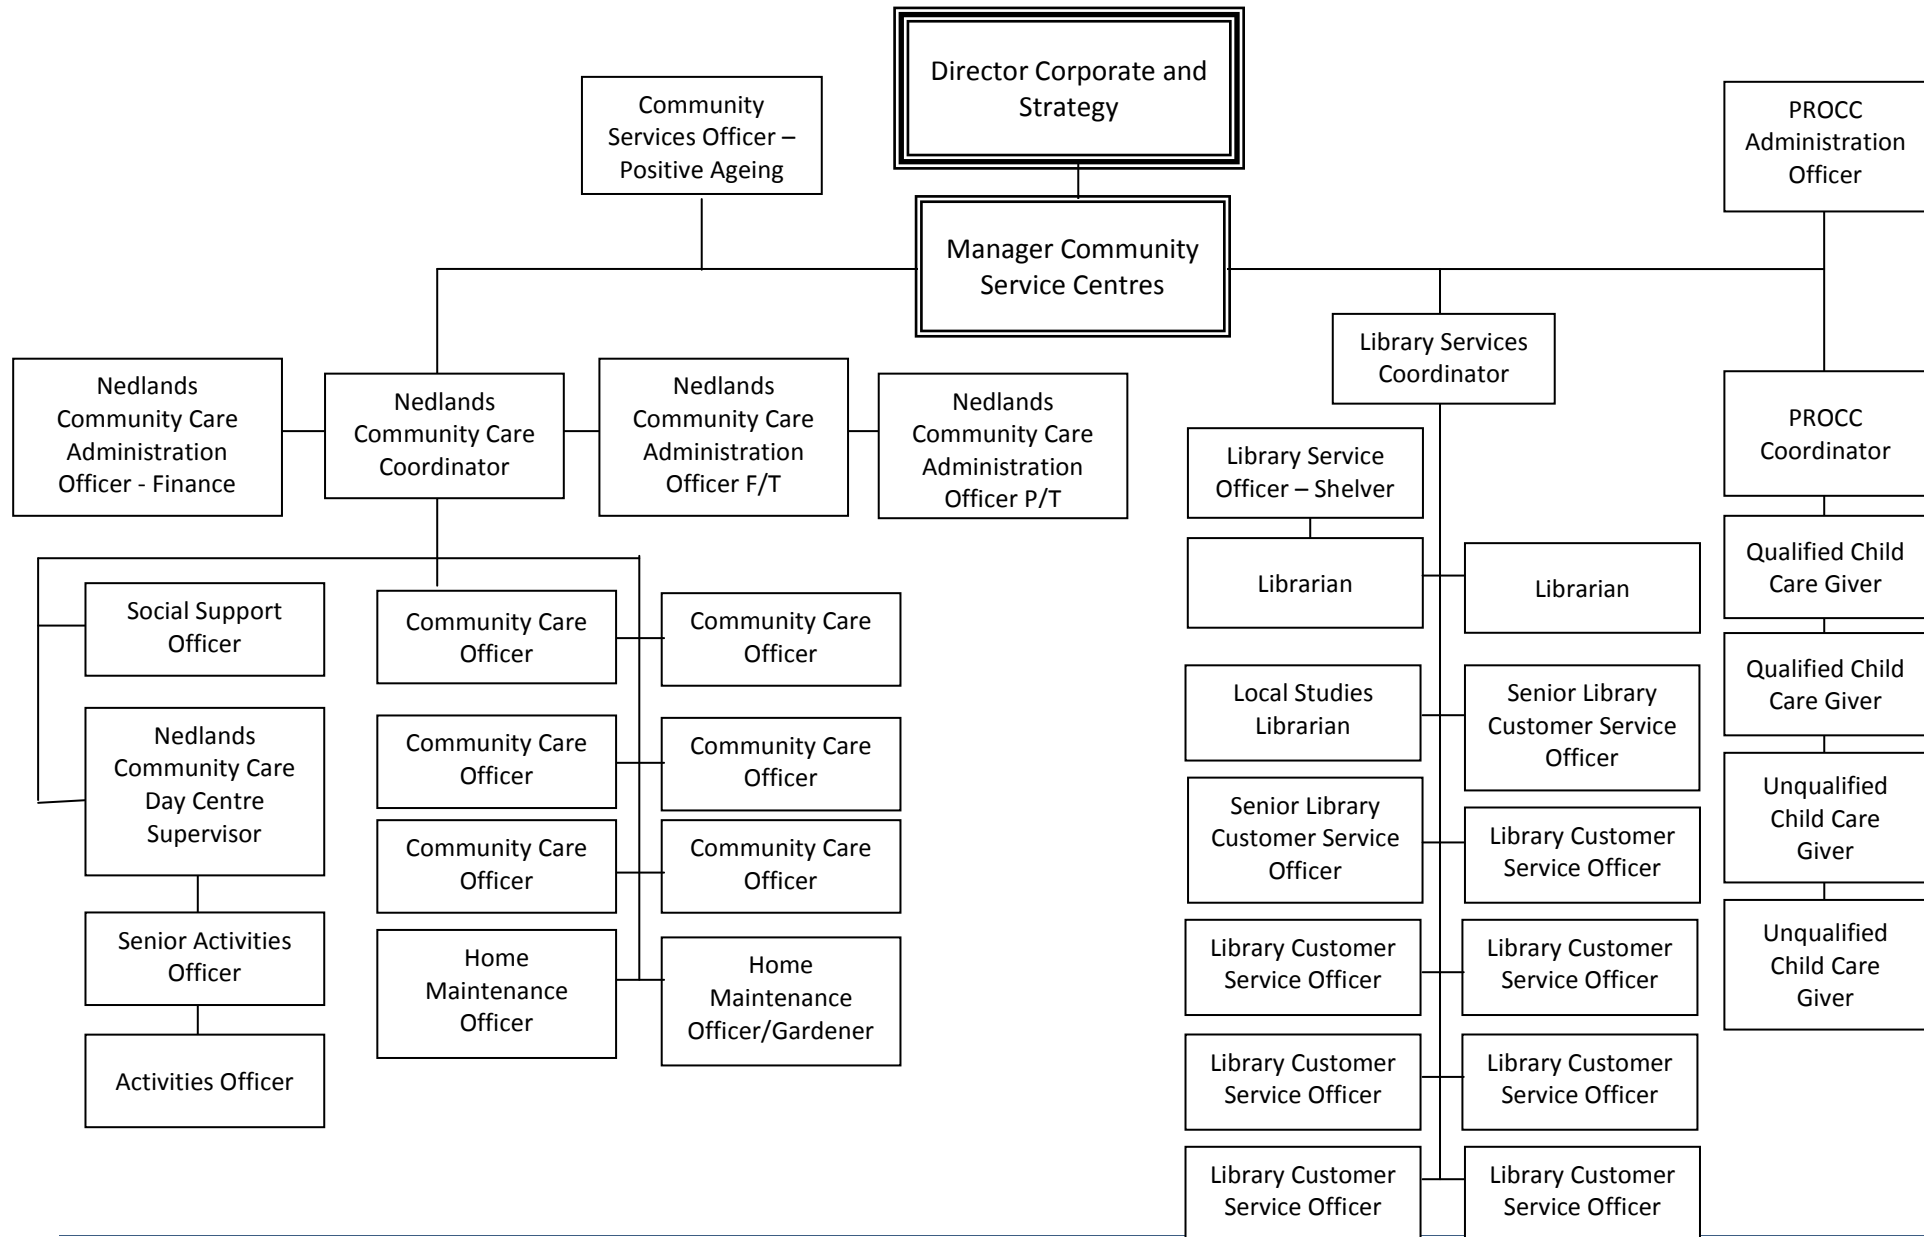 Director Corporate and
Strategy
Community
Services Officer –
Positive Ageing
PROCC
Administration
Officer
Manager Community
Service Centres
Library Services
Coordinator
Nedlands
Community Care
Administration
Officer - Finance
Nedlands
Community Care
Coordinator
Nedlands
Community Care
Administration
Officer F/T
Nedlands
Community Care
Administration
Officer P/T
PROCC
Coordinator
Library Service
Officer – Shelver
Librarian
Librarian
Qualified Child
Care Giver
Social Support
Officer
Community Care
Officer
Community Care
Officer
Qualified Child
Care Giver
Local Studies
Librarian
Senior Library
Customer Service
Officer
Nedlands
Community Care
Day Centre
Supervisor
Community Care
Officer
Community Care
Officer
Unqualified
Child Care
Giver
Senior Library
Customer Service
Officer
Library Customer
Service Officer
Community Care
Officer
Community Care
Officer
Senior Activities
Officer
Home
Maintenance
Officer
Home
Maintenance
Officer/Gardener
Library Customer
Service Officer
Library Customer
Service Officer
Unqualified
Child Care
Giver
Activities Officer
Library Customer
Service Officer
Library Customer
Service Officer
Library Customer
Service Officer
Library Customer
Service Officer